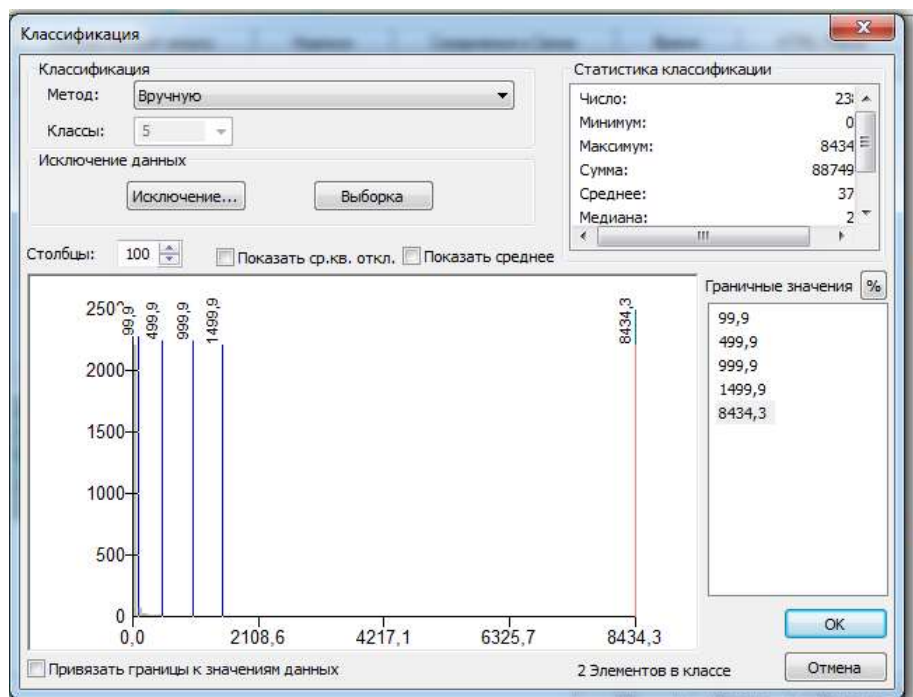 Классификация
Классификация
Метод: Вручную
Классы: 5
Исключение данных
Исключение... Выборка
Статистика классификации
Число: 23
Минимум: 0
Максимум: 8434
Сумма: 88749
Среднее: 37
Медиана: 2
Столбцы: 100 Показать ср.кв. откл. Показать среднее
Граничные значения %
99,9
499,9
999,9
1499,9
8434,3
99,9 499,9 999,9 1499,9 8434,3
2000
1500
1000
500
0
0,0 2108,6 4217,1 6325,7 8434,3
OK
Привязать границы к значениям данных
2 Элементов в классе
Отмена